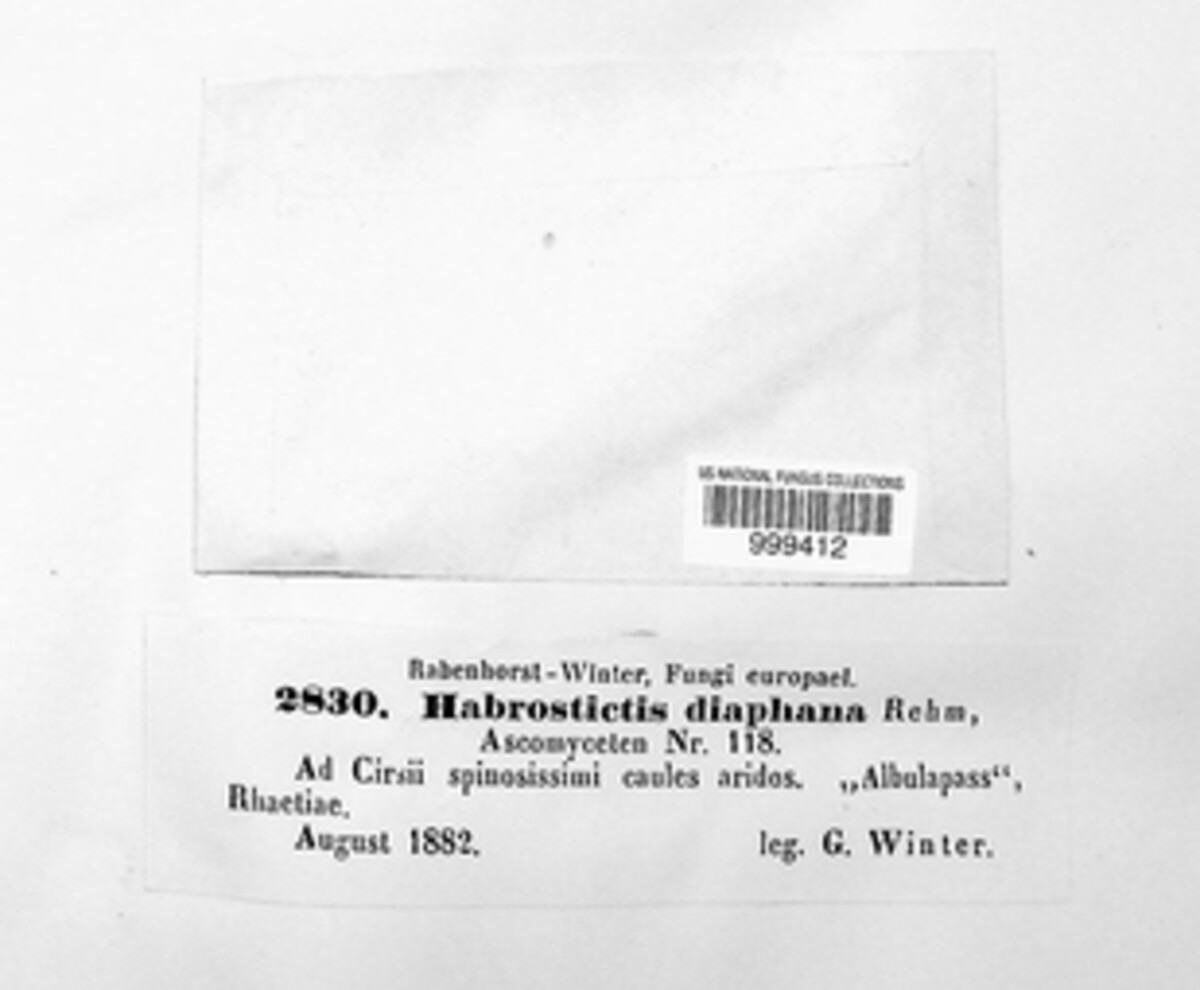 US NATIONAL FUNGUS COLLECTIONS
999412
Rabenhorst-Winter, Fungi europaei.
2830. Habrostictis diaphana Rehm,
Ascomyceten Nr. 118.
Ad Cirsii spinosissimi caules aridos. „Albulapass“,
Rhaetiae.
August 1882. leg. G. Winter.